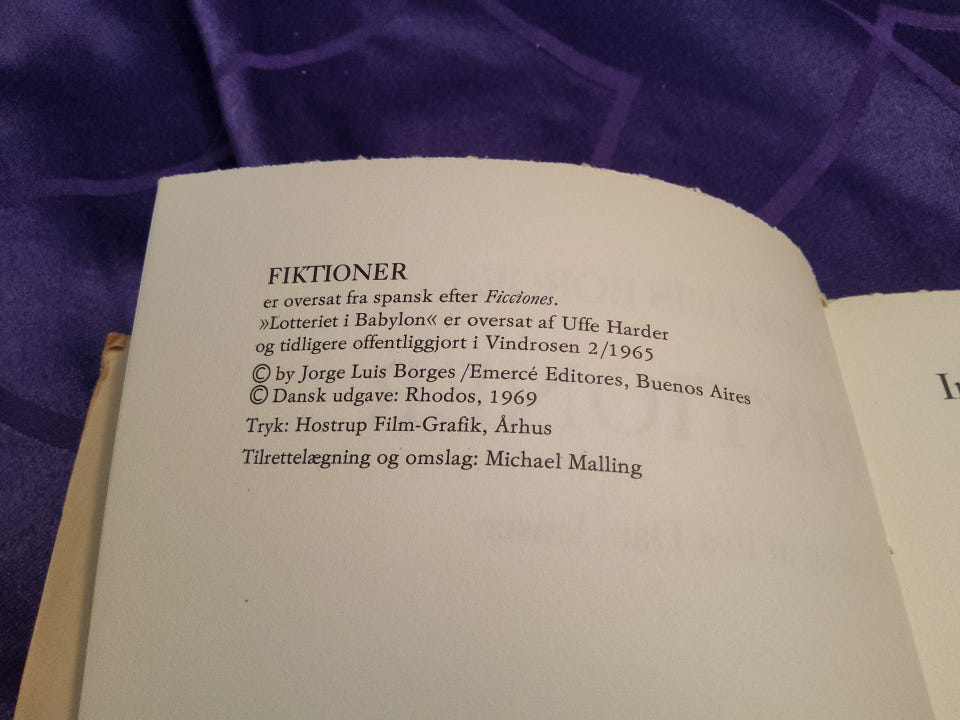 FIKTIONER
er oversat fra spansk efter Ficciones.
»Lotteriet i Babylon« er oversat af Uffe Harder
og tidligere offentliggjort i Vindrosen 2/1965
© by Jorge Luis Borges /Emercé Editores, Buenos Aires
© Dansk udgave: Rhodos, 1969
Tryk: Hostrup Film-Grafik, Århus
Tilrettelægning og omslag: Michael Malling